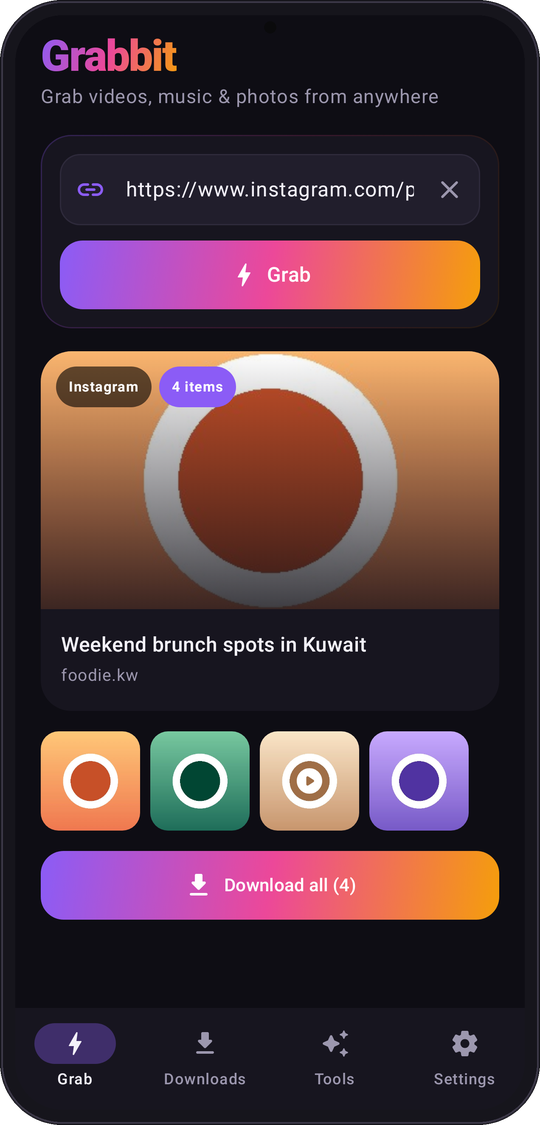 Grabbit
Grab videos, music & photos from anywhere
https://www.instagram.com/p
Grab
Instagram
4 items
Weekend brunch spots in Kuwait
foodie.kw
Download all (4)
Grab
Downloads
Tools
Settings